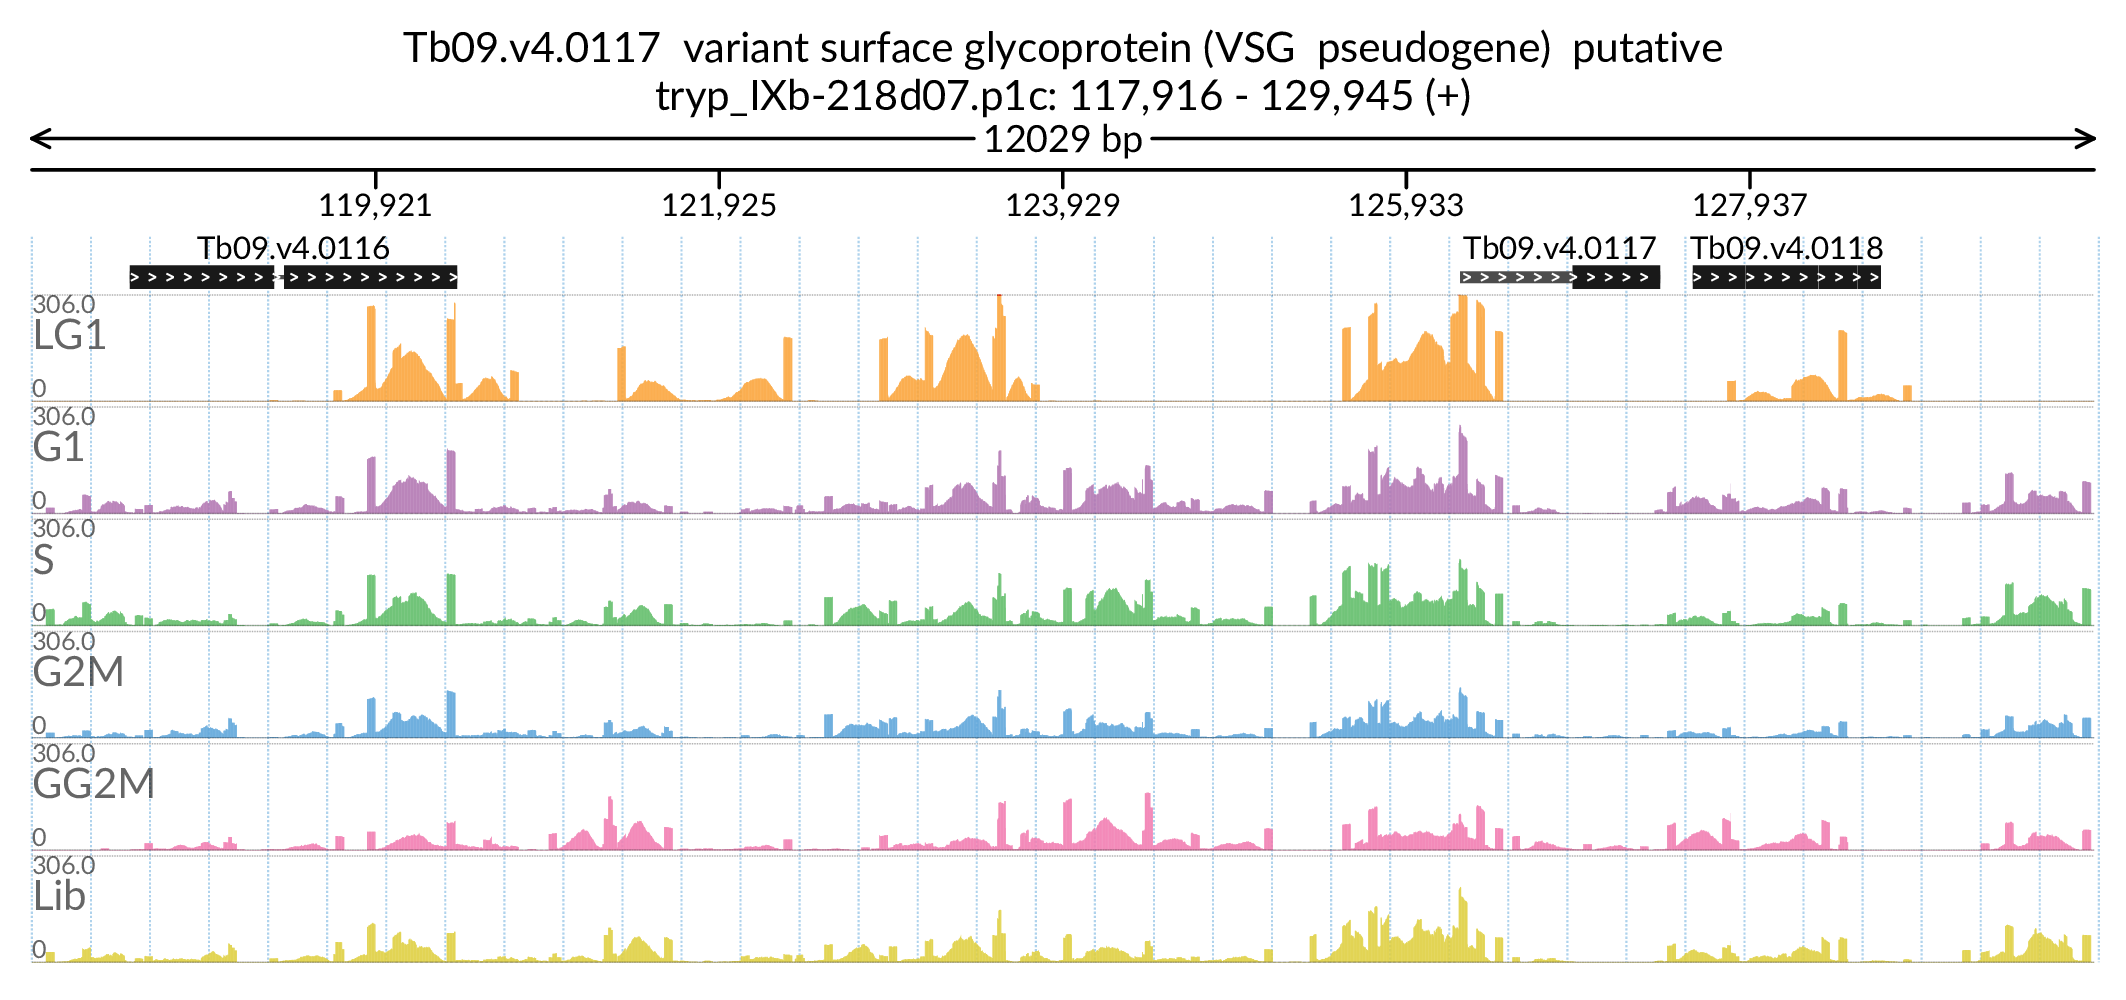 Tb09.v4.0117 variant surface glycoprotein (VSG pseudogene) putative
tryp_IXb-218d07.p1c: 117,916 - 129,945 (+)
12029 bp
119,921 121,925 123,929 125,933 127,937
Tb09.v4.0116 Tb09.v4.0117 Tb09.v4.0118
306.0
LG1
0
306.0
G1
0
306.0
S
0
306.0
G2M
0
306.0
GG2M
0
306.0
Lib
0